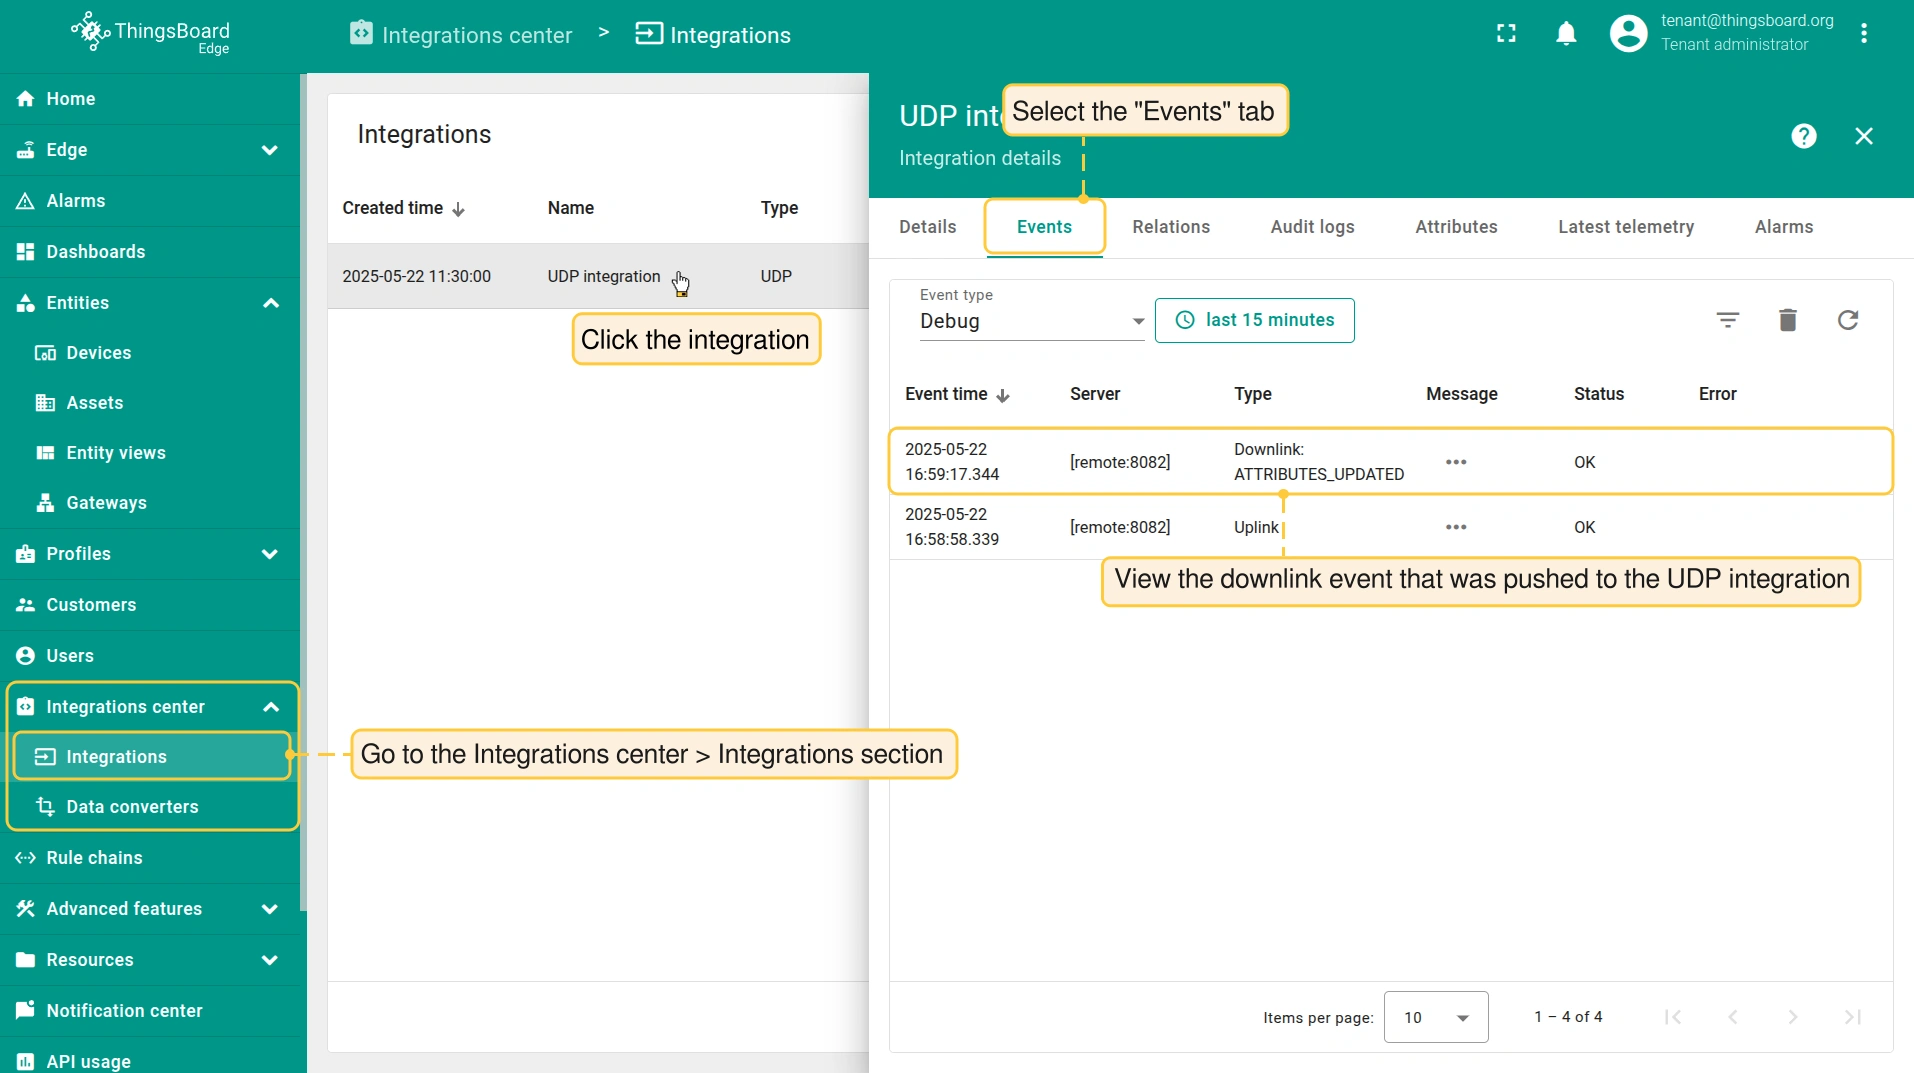 ThingsBoard
Edge
Integrations center > Integrations
tenant@thingsboard.org
Tenant administrator
Home
Edge
Alarms
Dashboards
Entities
Devices
Assets
Entity views
Gateways
Profiles
Customers
Users
Integrations center
Integrations
Data converters
Rule chains
Advanced features
Resources
Notification center
API usage
Integrations
Created time Name Type
2025-05-22 11:30:00 UDP integration UDP
Click the integration
Go to the Integrations center > Integrations section
UDP int
Select the "Events" tab
Integration details
Details Events Relations Audit logs Attributes Latest telemetry Alarms
Event type
Debug
last 15 minutes
Event time Server Type Message Status Error
2025-05-22
16:59:17.344
[remote:8082]
Downlink:
ATTRIBUTES_UPDATED
•••
OK
2025-05-22
16:58:58.339
[remote:8082]
Uplink
•••
OK
View the downlink event that was pushed to the UDP integration
Items per page: 10 1 – 4 of 4